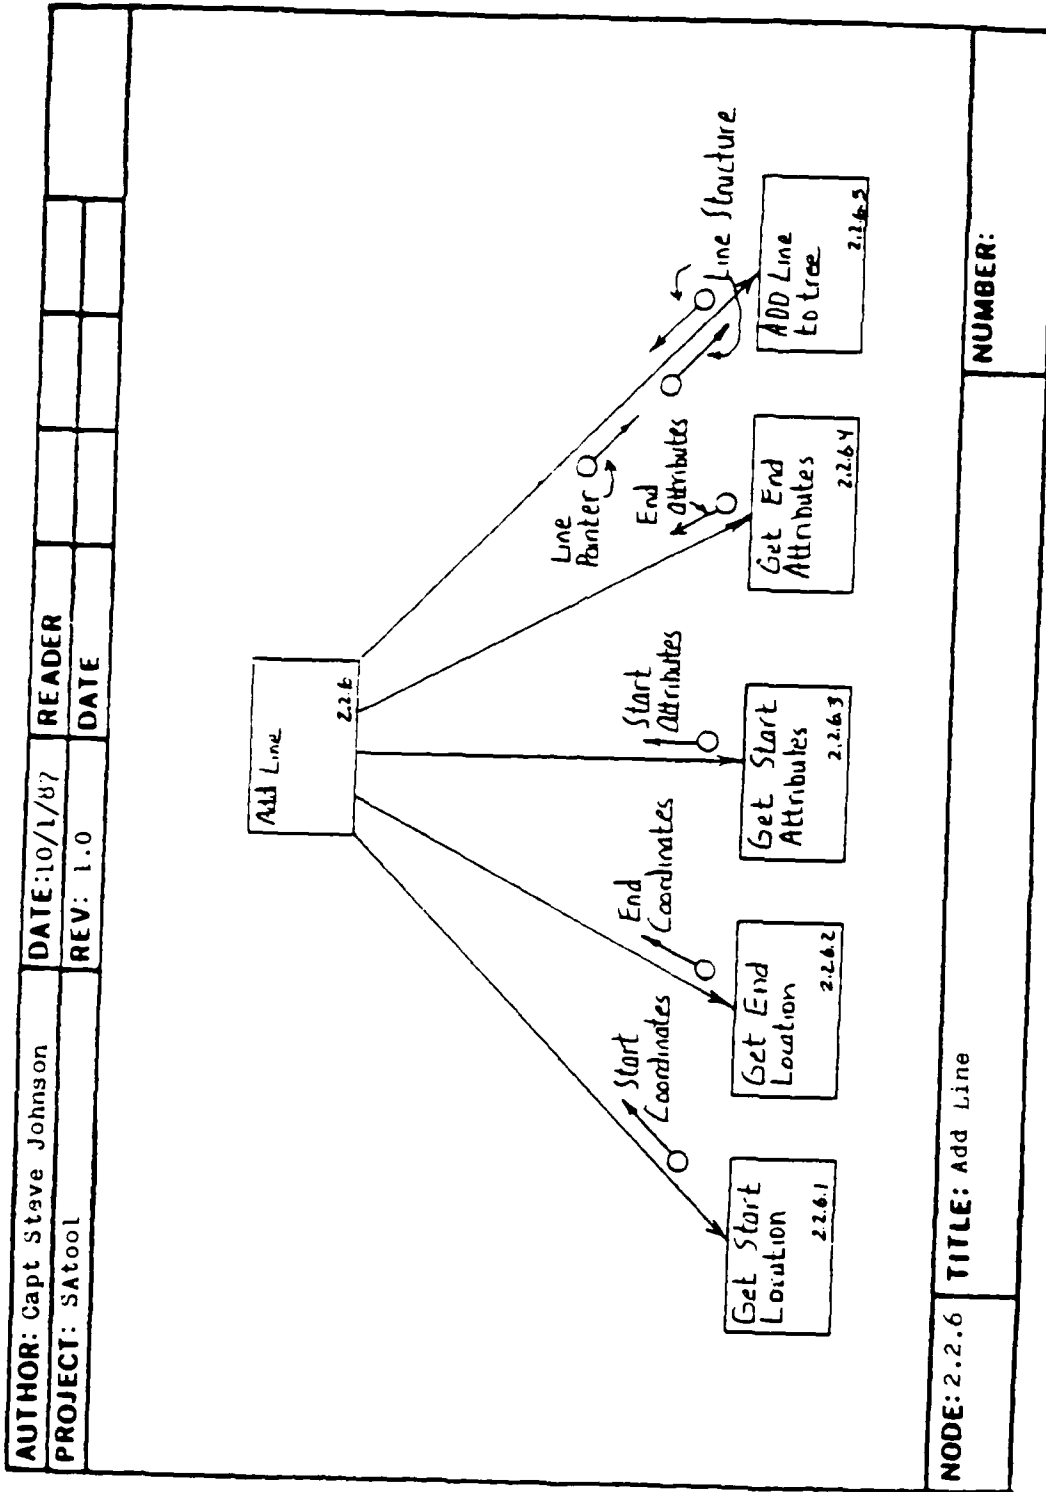 AUTHOR: Capt Steve Johnson
DATE:10/1/87
READER
PROJECT: SAtool
REV: 1.0
DATE
Add Line
2.2.6
Start
Coordinates
End
Coordinates
Start
Attributes
End
Attributes
Line
Pointer
Line Structure
Get Start
Location
2.2.6.1
Get End
Location
2.2.6.2
Get Start
Attributes
2.2.6.3
Get End
Attributes
2.2.6.4
ADD Line
to tree
2.2.6.5
NODE: 2.2.6
TITLE: Add Line
NUMBER: